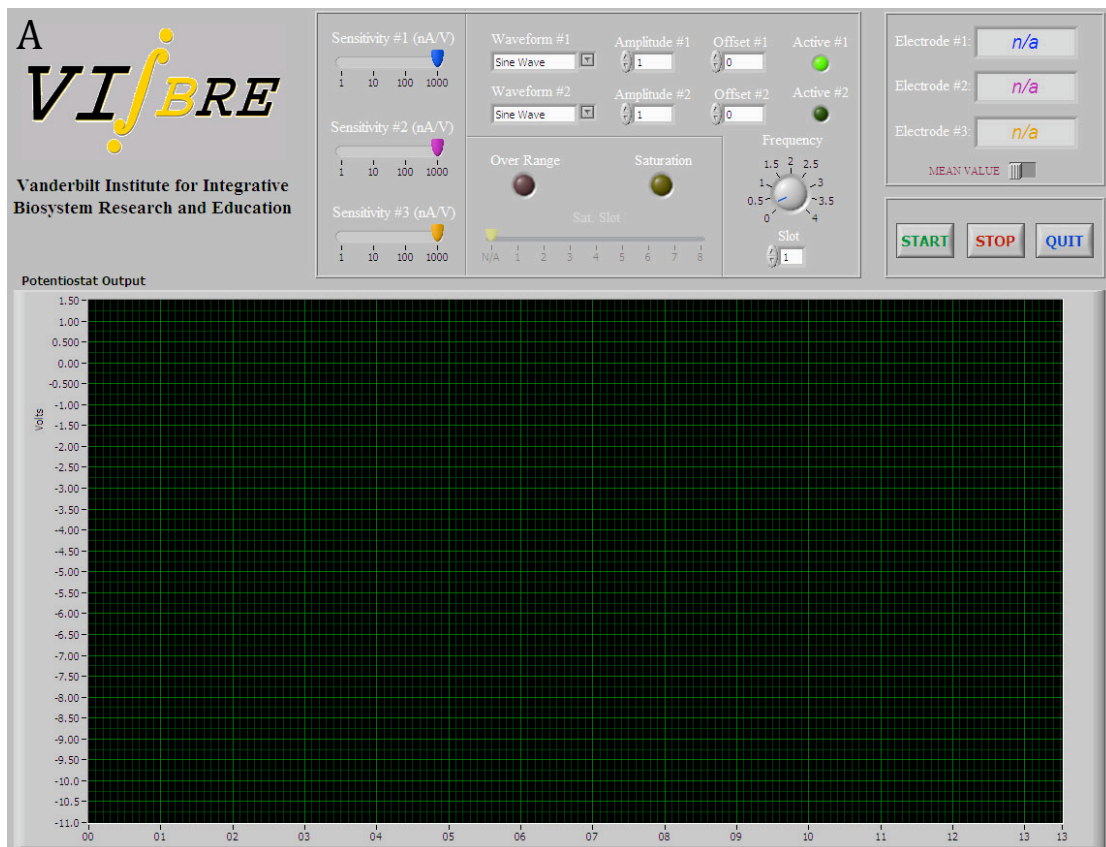 A
VI∫BRE
Vanderbilt Institute for Integrative
Biosystem Research and Education
Sensitivity #1 (nA/V)
1 10 100 1000
Sensitivity #2 (nA/V)
1 10 100 1000
Sensitivity #3 (nA/V)
1 10 100 1000
Waveform #1 Amplitude #1 Offset #1 Active #1
Sine Wave 1 0
Waveform #2 Amplitude #2 Offset #2 Active #2
Sine Wave 1 0
Over Range Saturation
Sat. Slot
N/A 1 2 3 4 5 6 7 8
Frequency
0 0.5 1 1.5 2 2.5 3 3.5 4
Slot
1
Electrode #1: n/a
Electrode #2: n/a
Electrode #3: n/a
MEAN VALUE
START STOP QUIT
Potentiostat Output
Volts
1.50
1.00
0.500
0.00
-0.500
-1.00
-1.50
-2.00
-2.50
-3.00
-3.50
-4.00
-4.50
-5.00
-5.50
-6.00
-6.50
-7.00
-7.50
-8.00
-8.50
-9.00
-9.50
-10.0
-10.5
-11.0
00 01 02 03 04 05 06 07 08 09 10 11 12 13 13